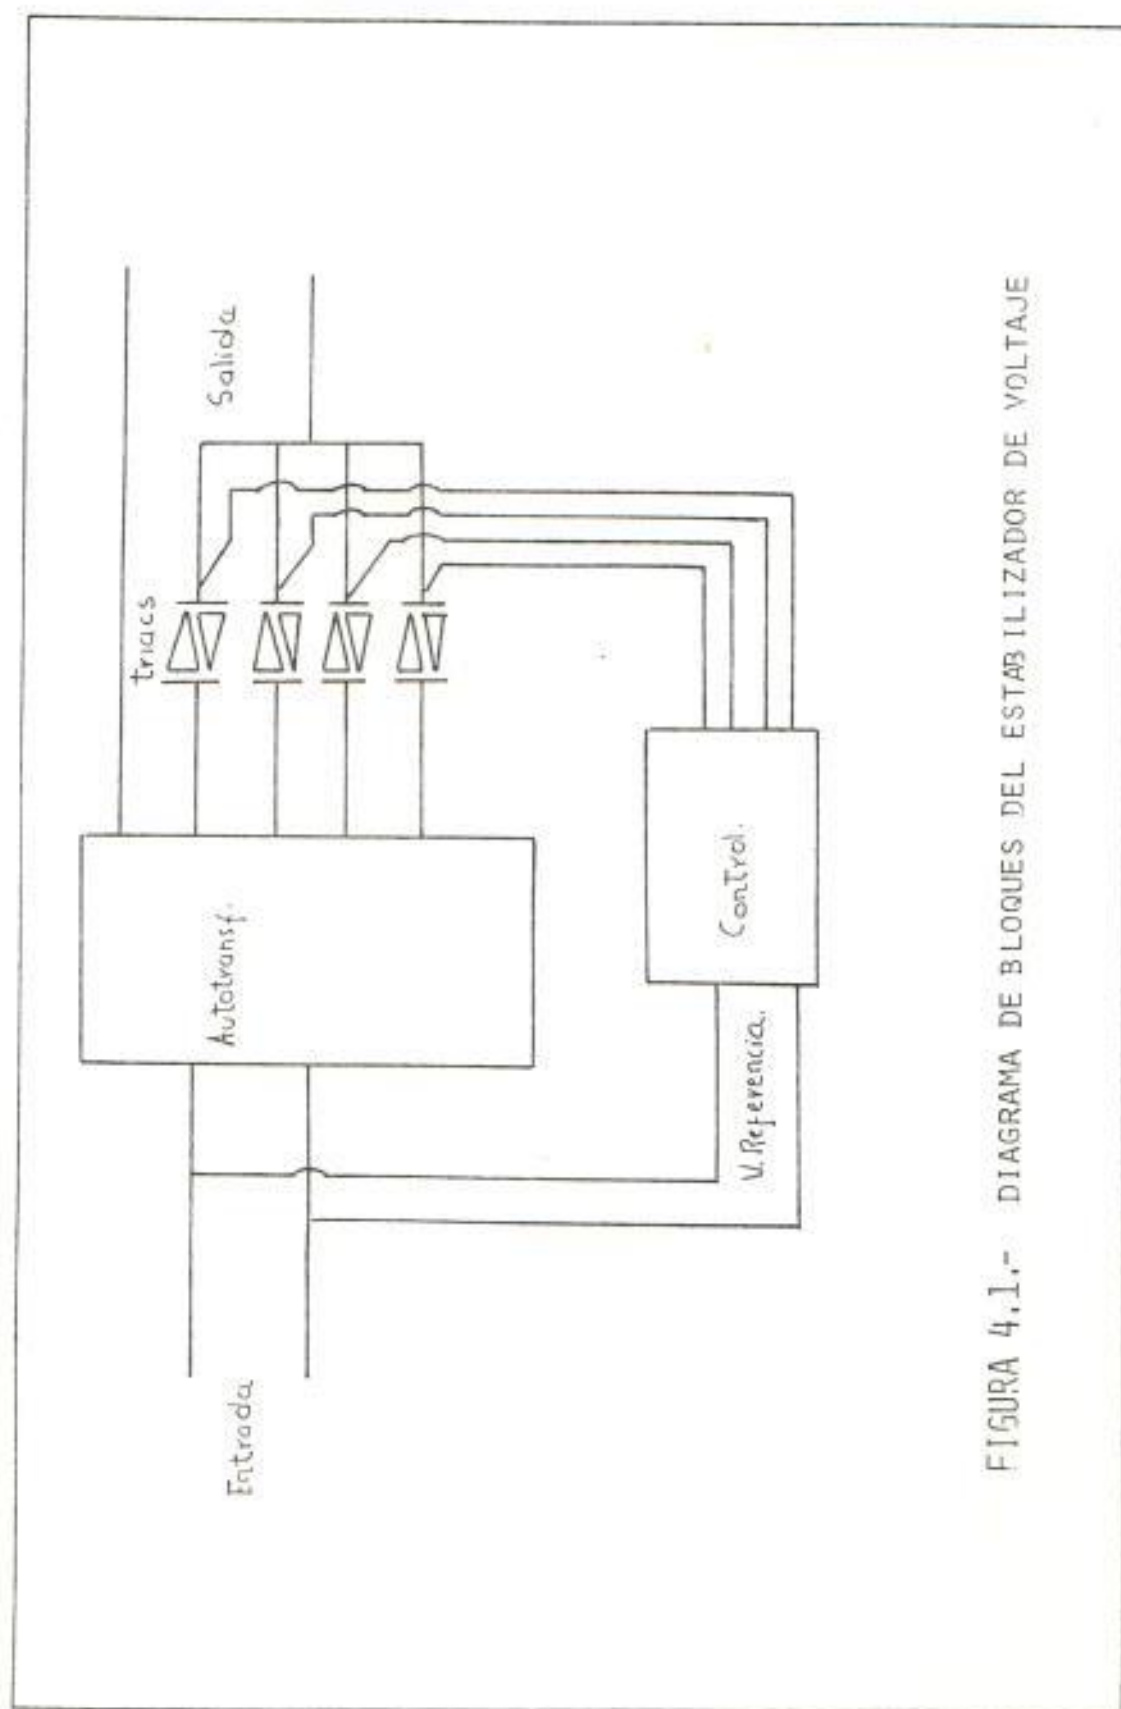 Entrada
Autotransf.
triacs
Salida
V. Referencia.
Control.
FIGURA 4.1.- DIAGRAMA DE BLOQUES DEL ESTABILIZADOR DE VOLTAJE